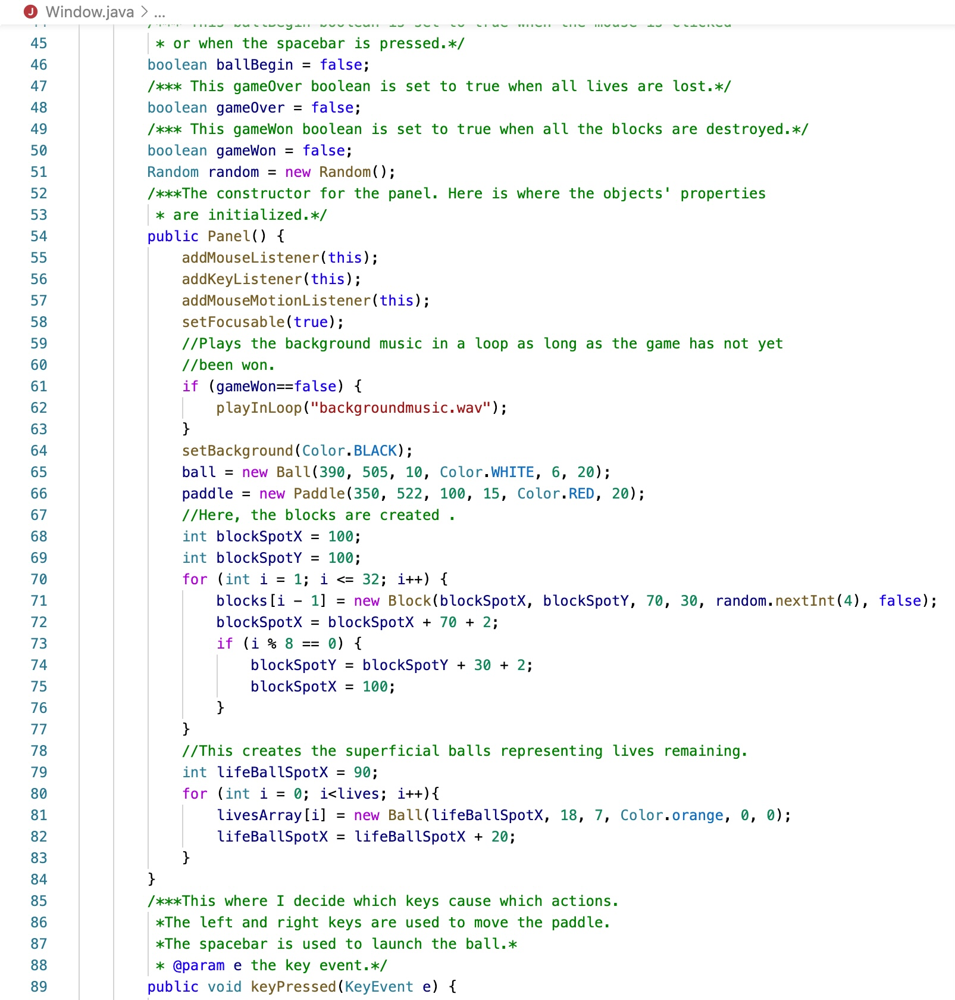 J Window.java > ...
44 /*** This ballBegin boolean is set to true when the mouse is clicked
45 * or when the spacebar is pressed.*/
46 boolean ballBegin = false;
47 /*** This gameOver boolean is set to true when all lives are lost.*/
48 boolean gameOver = false;
49 /*** This gameWon boolean is set to true when all the blocks are destroyed.*/
50 boolean gameWon = false;
51 Random random = new Random();
52 /***The constructor for the panel. Here is where the objects' properties
53 * are initialized.*/
54 public Panel() {
55 addMouseListener(this);
56 addKeyListener(this);
57 addMouseMotionListener(this);
58 setFocusable(true);
59 //Plays the background music in a loop as long as the game has not yet
60 //been won.
61 if (gameWon==false) {
62 playInLoop("backgroundmusic.wav");
63 }
64 setBackground(Color.BLACK);
65 ball = new Ball(390, 505, 10, Color.WHITE, 6, 20);
66 paddle = new Paddle(350, 522, 100, 15, Color.RED, 20);
67 //Here, the blocks are created .
68 int blockSpotX = 100;
69 int blockSpotY = 100;
70 for (int i = 1; i <= 32; i++) {
71 blocks[i - 1] = new Block(blockSpotX, blockSpotY, 70, 30, random.nextInt(4), false);
72 blockSpotX = blockSpotX + 70 + 2;
73 if (i % 8 == 0) {
74 blockSpotY = blockSpotY + 30 + 2;
75 blockSpotX = 100;
76 }
77 }
78 //This creates the superficial balls representing lives remaining.
79 int lifeBallSpotX = 90;
80 for (int i = 0; i<lives; i++){
81 livesArray[i] = new Ball(lifeBallSpotX, 18, 7, Color.orange, 0, 0);
82 lifeBallSpotX = lifeBallSpotX + 20;
83 }
84 }
85 /***This where I decide which keys cause which actions.
86 *The left and right keys are used to move the paddle.
87 *The spacebar is used to launch the ball.*
88 * @param e the key event.*/
89 public void keyPressed(KeyEvent e) {